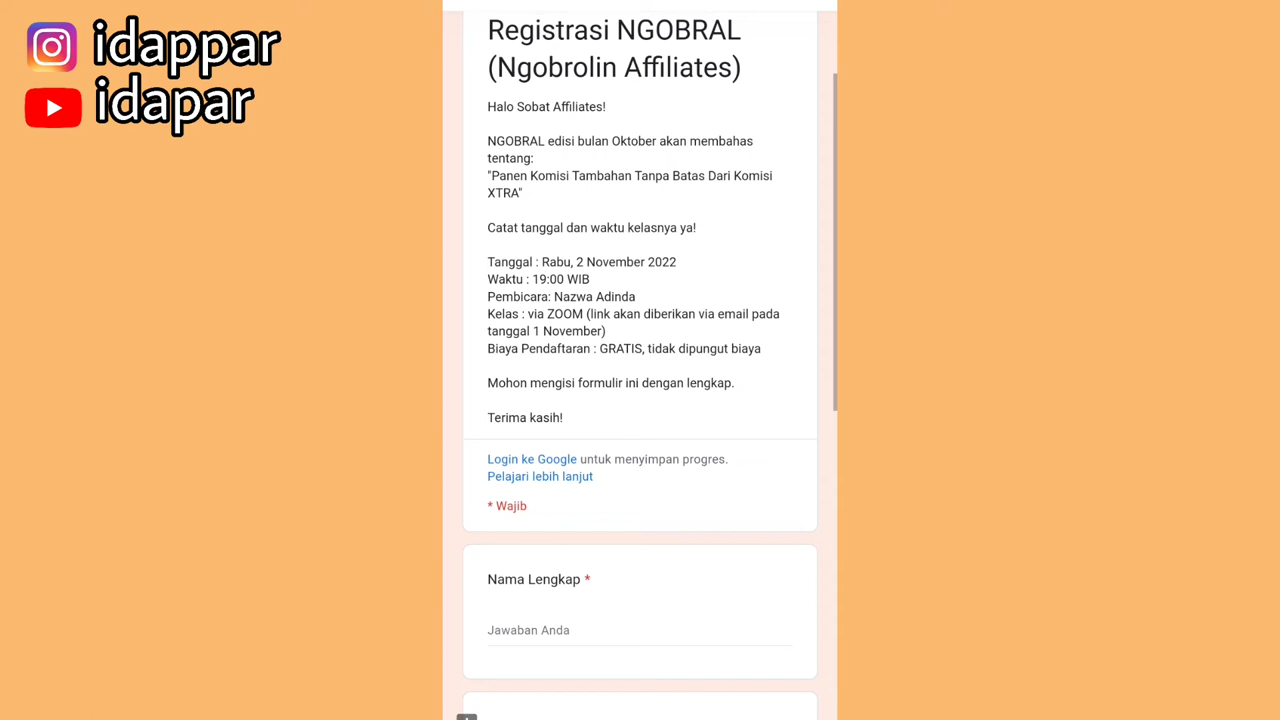 idappar
idapar
Registrasi NGOBRAL
(Ngobrolin Affiliates)
Halo Sobat Affiliates!
NGOBRAL edisi bulan Oktober akan membahas
tentang:
"Panen Komisi Tambahan Tanpa Batas Dari Komisi
XTRA"
Catat tanggal dan waktu kelasnya ya!
Tanggal : Rabu, 2 November 2022
Waktu : 19:00 WIB
Pembicara: Nazwa Adinda
Kelas : via ZOOM (link akan diberikan via email pada
tanggal 1 November)
Biaya Pendaftaran : GRATIS, tidak dipungut biaya
Mohon mengisi formulir ini dengan lengkap.
Terima kasih!
Login ke Google untuk menyimpan progres.
Pelajari lebih lanjut
* Wajib
Nama Lengkap *
Jawaban Anda